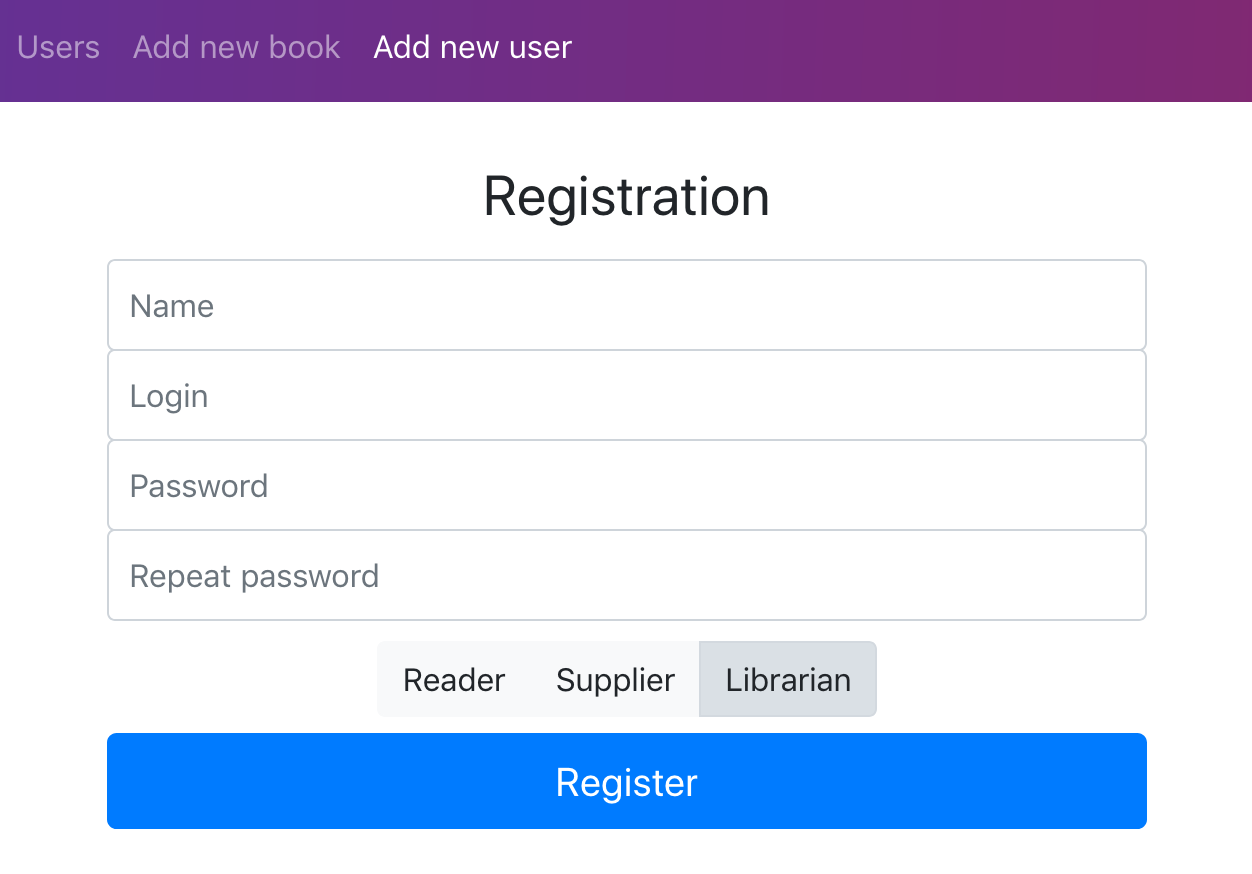 Users Add new book Add new user
Registration
Name
Login
Password
Repeat password
Reader Supplier Librarian
Register